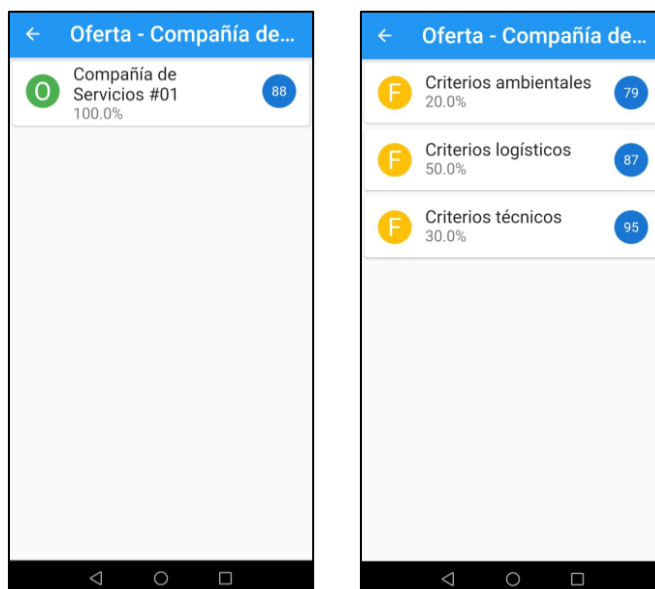 Oferta - Compañía de...
O
Compañía de
Servicios #01
100.0%
88
Oferta - Compañía de...
F
Criterios ambientales
20.0%
79
F
Criterios logísticos
50.0%
87
F
Criterios técnicos
30.0%
95